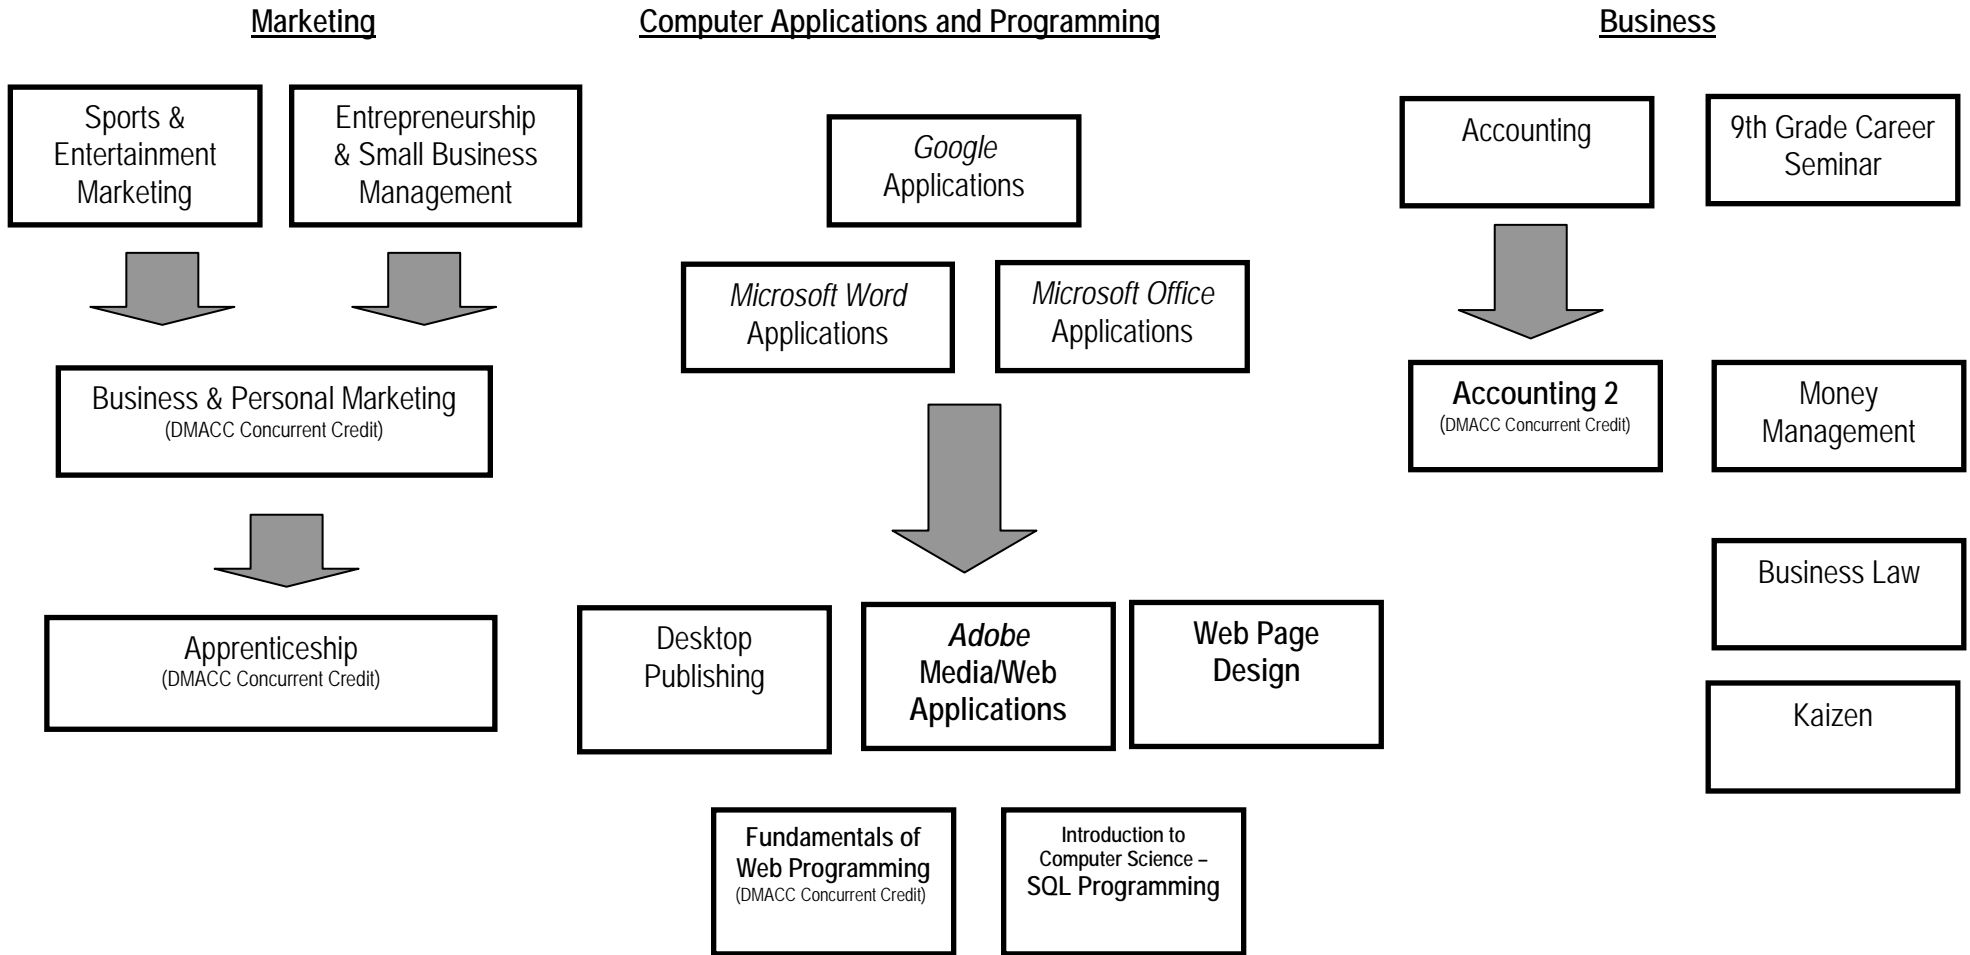 Marketing
Computer Applications and Programming
Business
Sports &
Entertainment
Marketing
Entrepreneurship
& Small Business
Management
Business & Personal Marketing
(DMACC Concurrent Credit)
Apprenticeship
(DMACC Concurrent Credit)
Google
Applications
Microsoft Word
Applications
Microsoft Office
Applications
Desktop
Publishing
Adobe
Media/Web
Applications
Web Page
Design
Fundamentals of
Web Programming
(DMACC Concurrent Credit)
Introduction to
Computer Science –
SQL Programming
Accounting
9th Grade Career
Seminar
Accounting 2
(DMACC Concurrent Credit)
Money
Management
Business Law
Kaizen